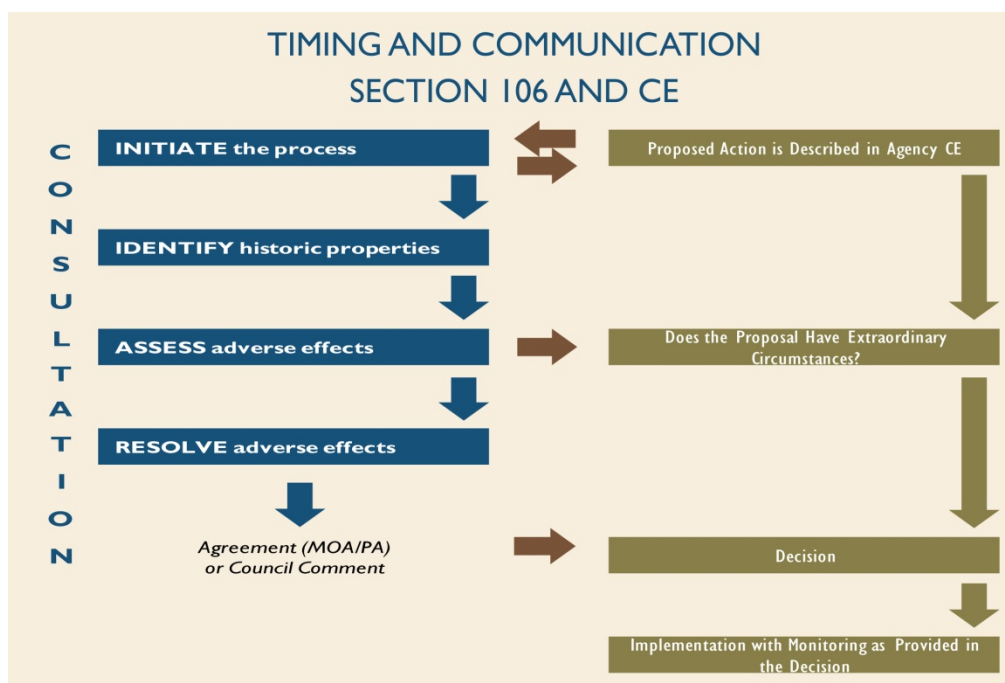 TIMING AND COMMUNICATION
SECTION 106 AND CE
CONSULTATION
INITIATE the process
IDENTIFY historic properties
ASSESS adverse effects
RESOLVE adverse effects
Agreement (MOA/PA)
or Council Comment
Proposed Action is Described in Agency CE
Does the Proposal Have Extraordinary
Circumstances?
Decision
Implementation with Monitoring as Provided in
the Decision